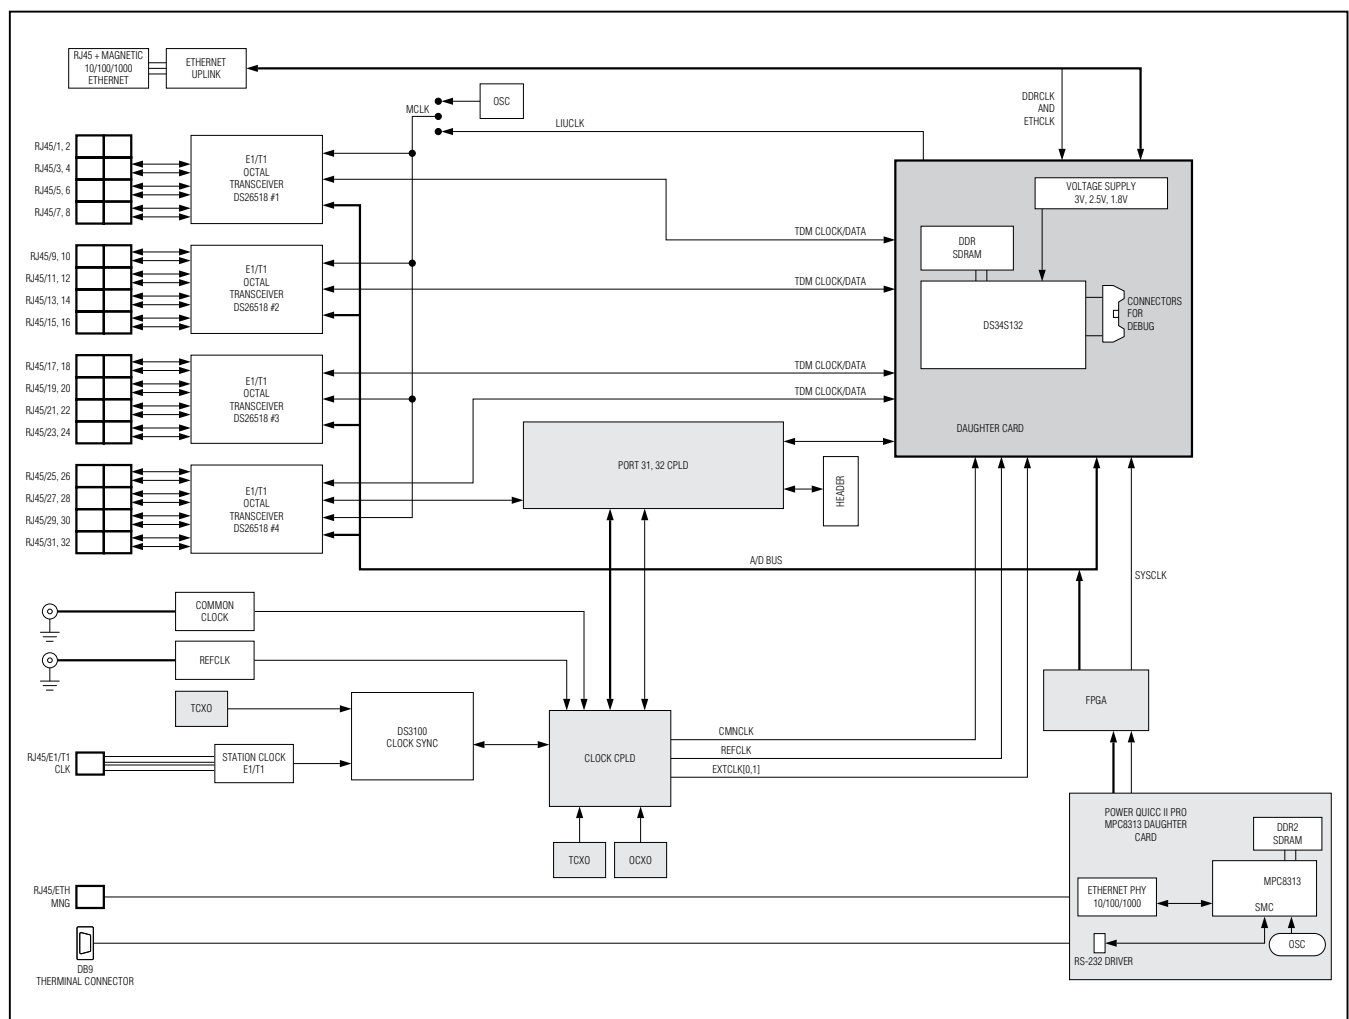 RJ45 + MAGNETIC
10/100/1000
ETHERNET
ETHERNET
UPLINK
OSC
MCLK
LIUCLK
DDRCLK
AND
ETHCLK
RJ45/1, 2
RJ45/3, 4
RJ45/5, 6
RJ45/7, 8
E1/T1
OCTAL
TRANSCEIVER
DS26518 #1
RJ45/9, 10
RJ45/11, 12
RJ45/13, 14
RJ45/15, 16
E1/T1
OCTAL
TRANSCEIVER
DS26518 #2
RJ45/17, 18
RJ45/19, 20
RJ45/21, 22
RJ45/23, 24
E1/T1
OCTAL
TRANSCEIVER
DS26518 #3
RJ45/25, 26
RJ45/27, 28
RJ45/29, 30
RJ45/31, 32
E1/T1
OCTAL
TRANSCEIVER
DS26518 #4
TDM CLOCK/DATA
TDM CLOCK/DATA
TDM CLOCK/DATA
TDM CLOCK/DATA
VOLTAGE SUPPLY
3V, 2.5V, 1.8V
DDR
SDRAM
DS34S132
CONNECTORS
FOR
DEBUG
DAUGHTER CARD
PORT 31, 32 CPLD
HEADER
A/D BUS
SYSCLK
COMMON
CLOCK
REFCLK
TCXO
DS3100
CLOCK SYNC
RJ45/E1/T1
CLK
STATION CLOCK
E1/T1
CLOCK CPLD
CMNCLK
REFCLK
EXTCLK[0,1]
TCXO
OCXO
FPGA
POWER QUICC II PRO
MPC8313 DAUGHTER
CARD
DDR2
SDRAM
MPC8313
SMC
ETHERNET PHY
10/100/1000
OSC
RS-232 DRIVER
RJ45/ETH
MNG
DB9
THERMINAL CONNECTOR